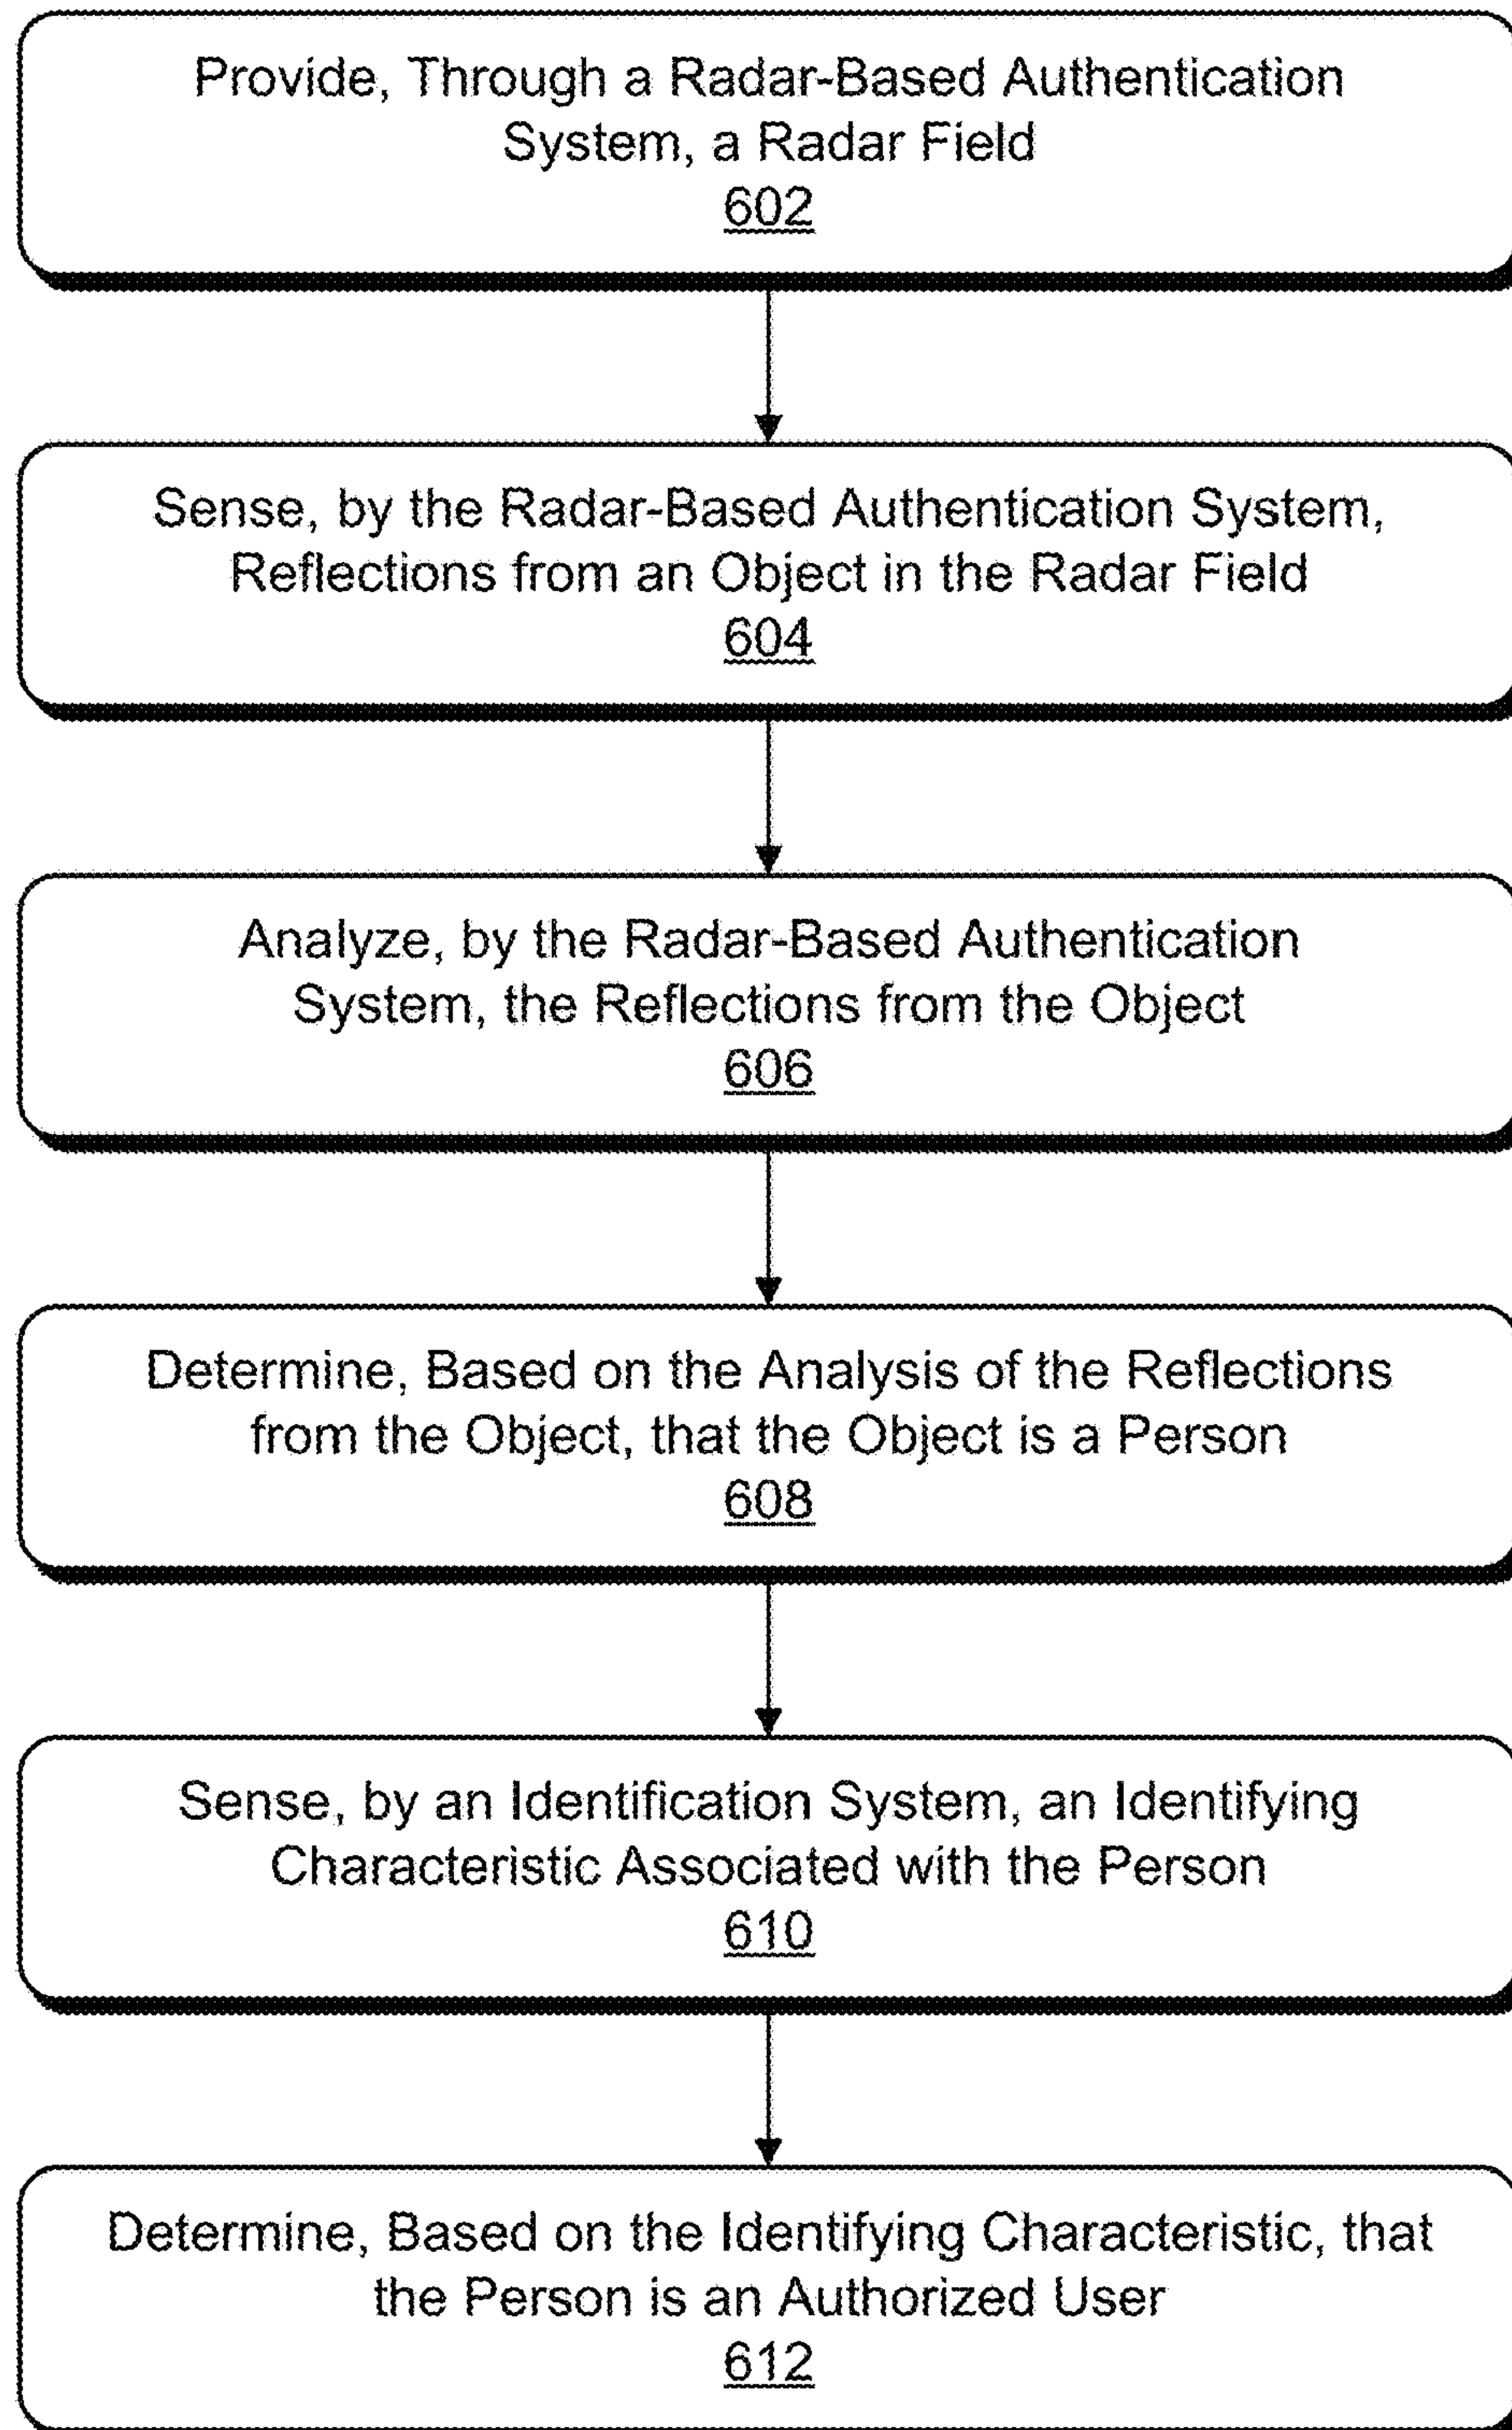 Provide, Through a Radar-Based Authentication
System, a Radar Field
602
Sense, by the Radar-Based Authentication System,
Reflections from an Object in the Radar Field
604
Analyze, by the Radar-Based Authentication
System, the Reflections from the Object
606
Determine, Based on the Analysis of the Reflections
from the Object, that the Object is a Person
608
Sense, by an Identification System, an Identifying
Characteristic Associated with the Person
610
Determine, Based on the Identifying Characteristic, that
the Person is an Authorized User
612